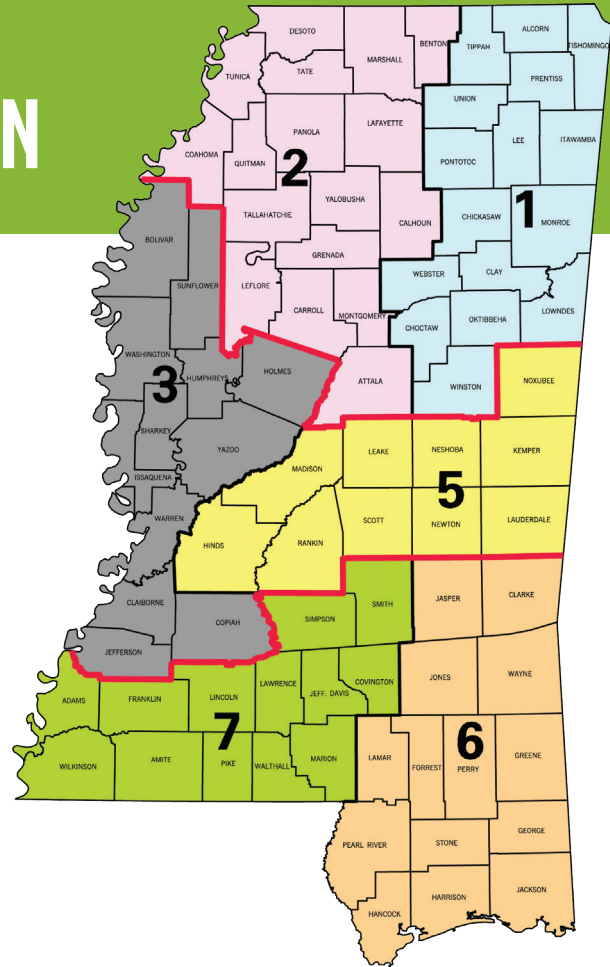 N
DESOTO
BENTON
TIPPAH
ALCORN
TISHOMINGO
TUNICA
TATE
MARSHALL
PRENTISS
UNION
PANOLA
LAFAYETTE
LEE
ITAWAMBA
COAHOMA
QUITMAN
2
PONTOTOC
TALLAHATCHIE
YALOBUSHA
CALHOUN
CHICKASAW
1
MONROE
BOLIVAR
GRENADA
WEBSTER
CLAY
SUNFLOWER
LEFLORE
CARROLL
MONTGOMERY
CHOCTAW
OKTIBBEHA
LOWNDES
WASHINGTON
HUMPHREYS
HOLMES
ATTALA
WINSTON
NOXUBEE
3
SHARKEY
YAZOO
LEAKE
NESHOBA
KEMPER
ISSAQUENA
MADISON
5
WARREN
HINDS
RANKIN
SCOTT
NEWTON
LAUDERDALE
CLAIBORNE
COPIAH
SIMPSON
SMITH
JASPER
CLARKE
JEFFERSON
ADAMS
FRANKLIN
LINCOLN
LAWRENCE
JEFF. DAVIS
COVINGTON
JONES
WAYNE
7
WILKINSON
AMITE
PIKE
WALTHALL
MARION
LAMAR
FORREST
6
PERRY
GREENE
PEARL RIVER
STONE
GEORGE
HANCOCK
HARRISON
JACKSON